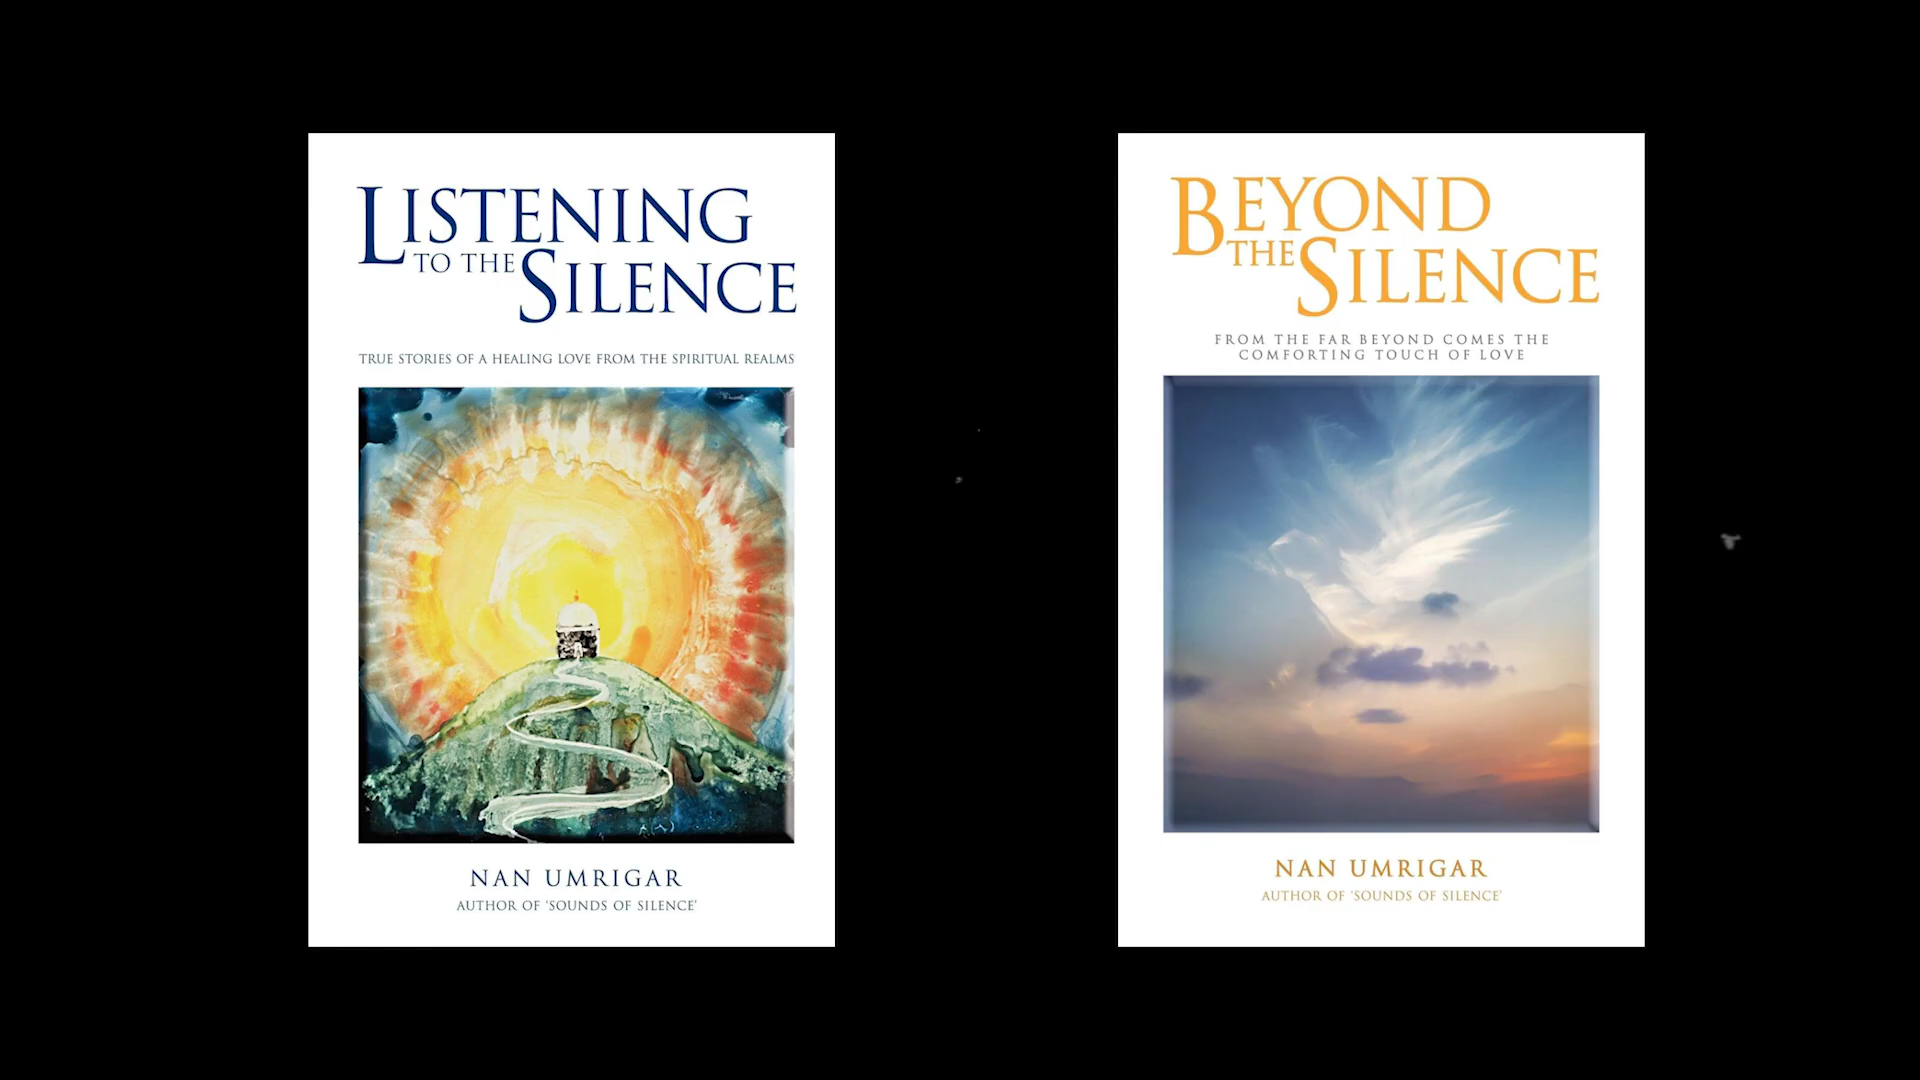 LISTENING
TO THE SILENCE
TRUE STORIES OF A HEALING LOVE FROM THE SPIRITUAL REALMS
NAN UMRIGAR
AUTHOR OF 'SOUNDS OF SILENCE'
BEYOND
THE SILENCE
FROM THE FAR BEYOND COMES THE
COMFORTING TOUCH OF LOVE
NAN UMRIGAR
AUTHOR OF 'SOUNDS OF SILENCE'